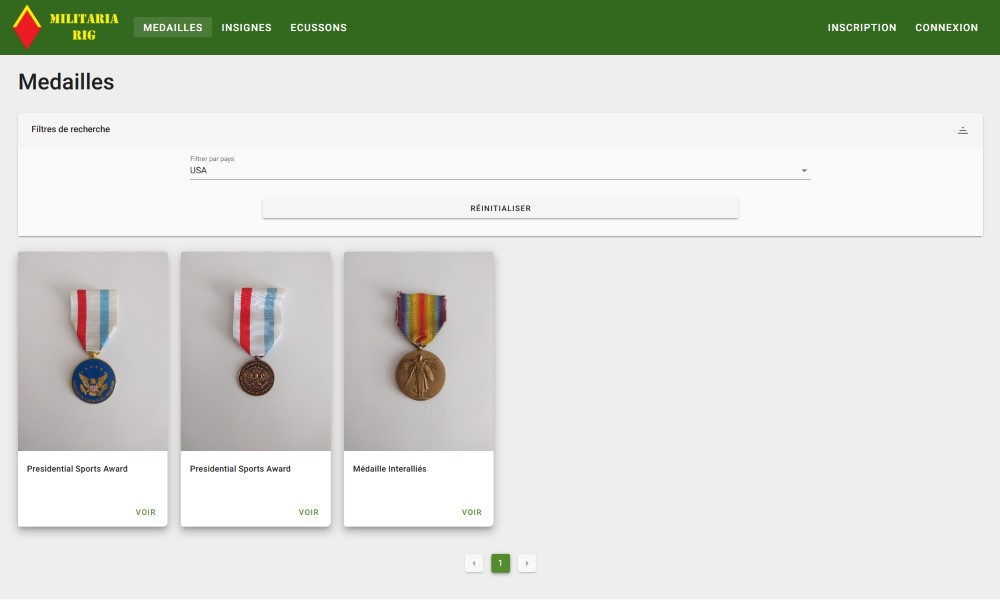 MILITARIA
RIG
MEDAILLES
INSIGNES
ECUSSONS
INSCRIPTION
CONNEXION
Medailles
Filtres de recherche
Filtrer par pays
USA
RÉINITIALISER
Presidential Sports Award
VOIR
Presidential Sports Award
VOIR
Médaille Interalliés
VOIR
1